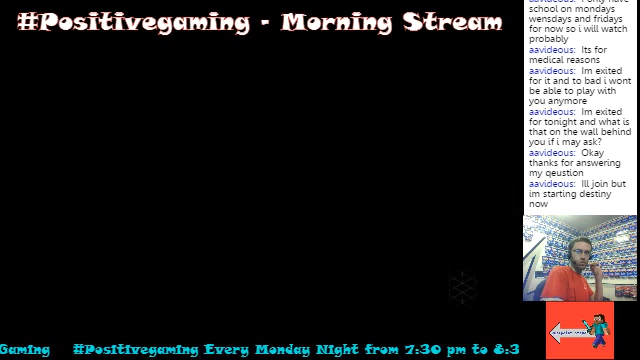 #Positivegaming - Morning Stream
school on mondays
wensdays and fridays
for now so i will watch
probably
aavideous: Its for
medical reasons
aavideous: Im exited
for it and to bad i wont
be able to play with
you anymore
aavideous: Im exited
for tonight and what is
that on the wall behind
you if i may ask?
aavideous: Okay
thanks for answering
my qeustion
aavideous: Ill join but
im starting destiny
now
Gaming #Positivegaming Every Monday Night from 7:30 pm to 8:3